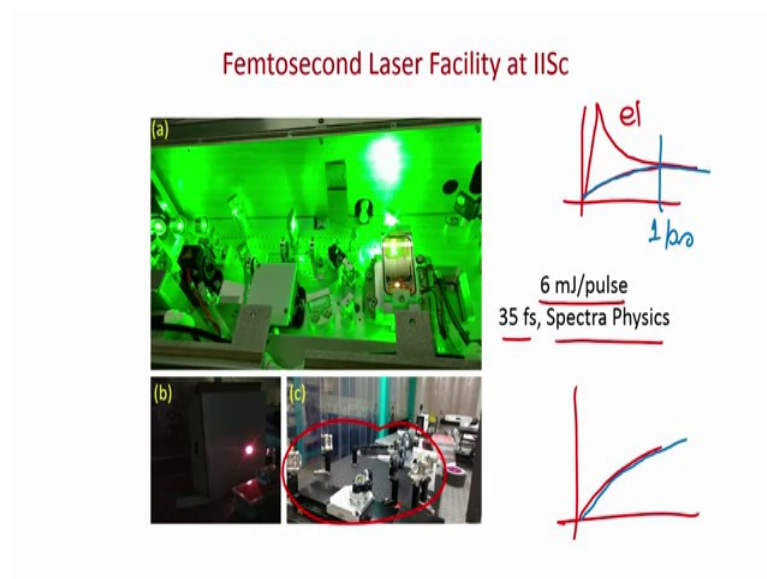 Femtosecond Laser Facility at IISc
(a)
el
1 ps
6 mJ/pulse
35 fs, Spectra Physics
(b)
(c)